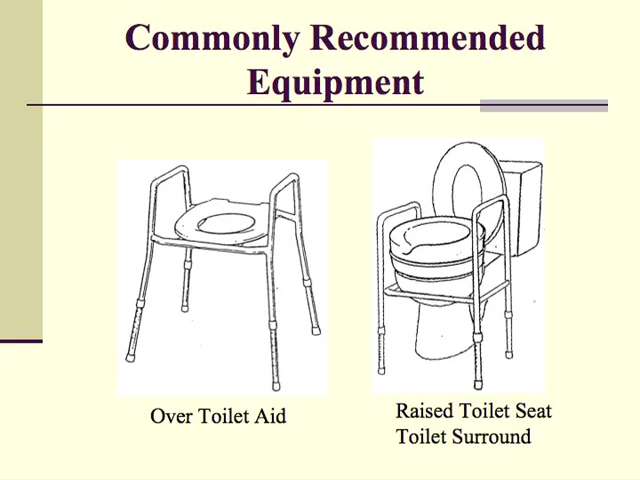 Commonly Recommended
Equipment
Over Toilet Aid
Raised Toilet Seat
Toilet Surround